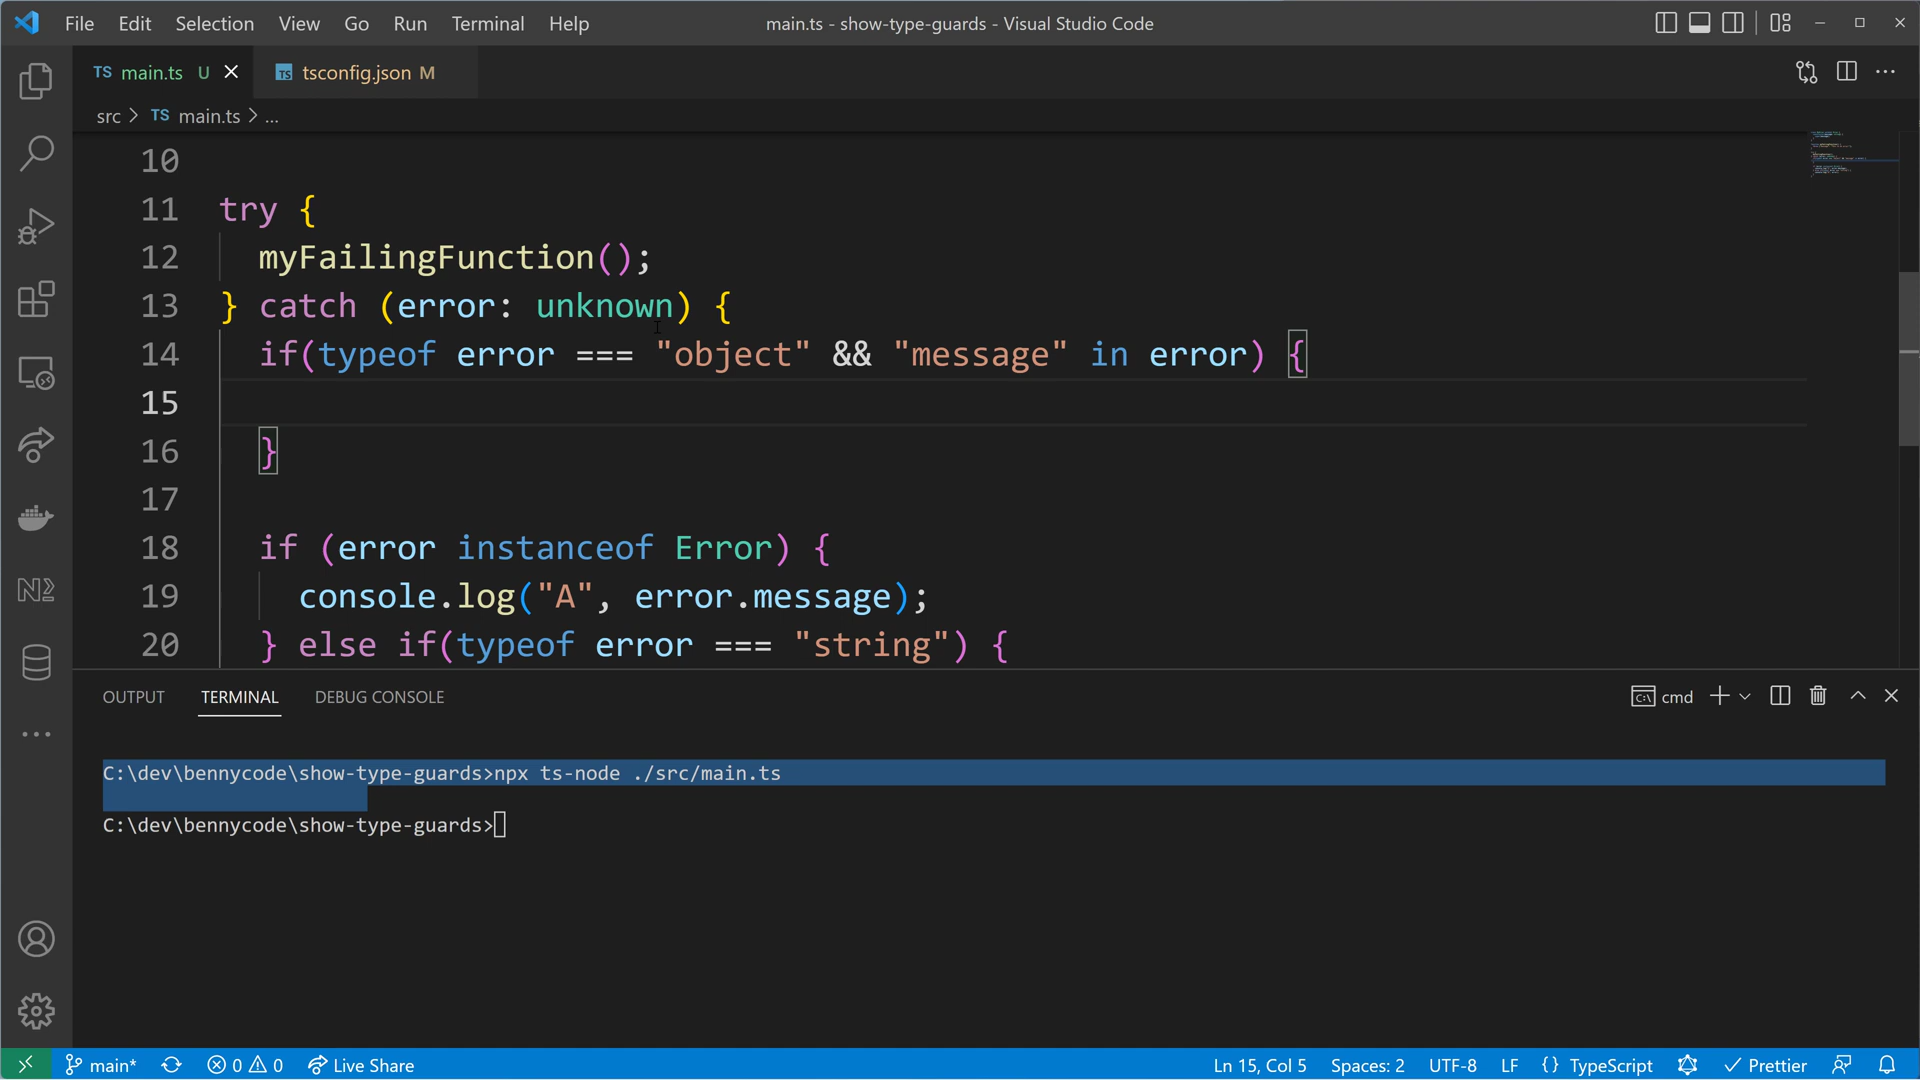 File Edit Selection View Go Run Terminal Help main.ts - show-type-guards - Visual Studio Code
TS main.ts U TS tsconfig.json M
src > TS main.ts > ...
10
11 try {
12 myFailingFunction();
13 } catch (error: unknown) {
14 if(typeof error === "object" && "message" in error) {
15
16 }
17
18 if (error instanceof Error) {
19 console.log("A", error.message);
20 } else if(typeof error === "string") {
OUTPUT TERMINAL DEBUG CONSOLE cmd
C:\dev\bennycode\show-type-guards>npx ts-node ./src/main.ts
C:\dev\bennycode\show-type-guards>
main* 0 0 Live Share Ln 15, Col 5 Spaces: 2 UTF-8 LF {} TypeScript Prettier